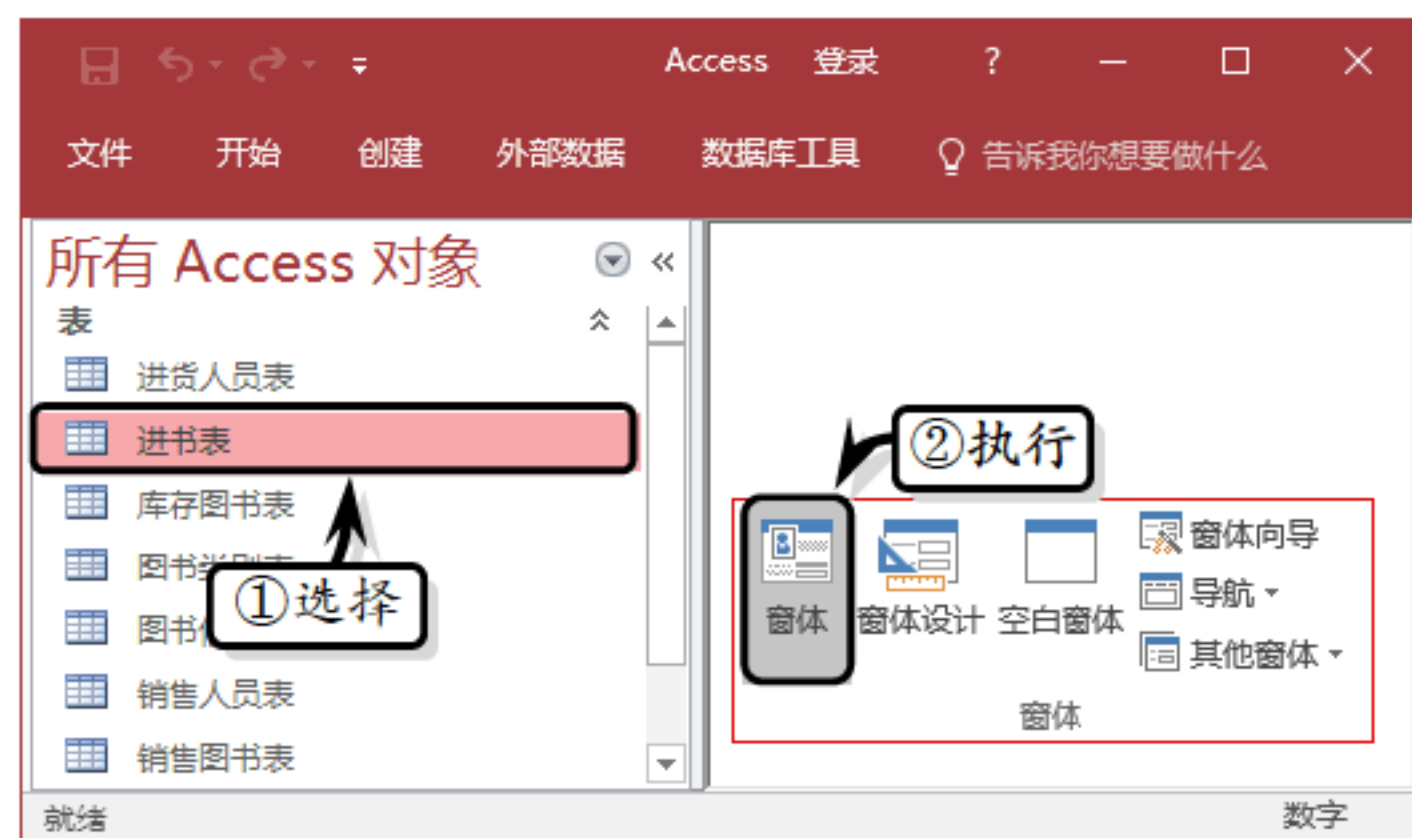 Access 登录 ?
文件 开始 创建 外部数据 数据库工具 告诉我你想要做什么
所有 Access 对象
表
进货人员表
进书表
库存图书表
图书
图书
销售人员表
销售图书表
①选择
②执行
窗体 窗体设计 空白窗体
窗体向导
导航
其他窗体
窗体
就绪 数字